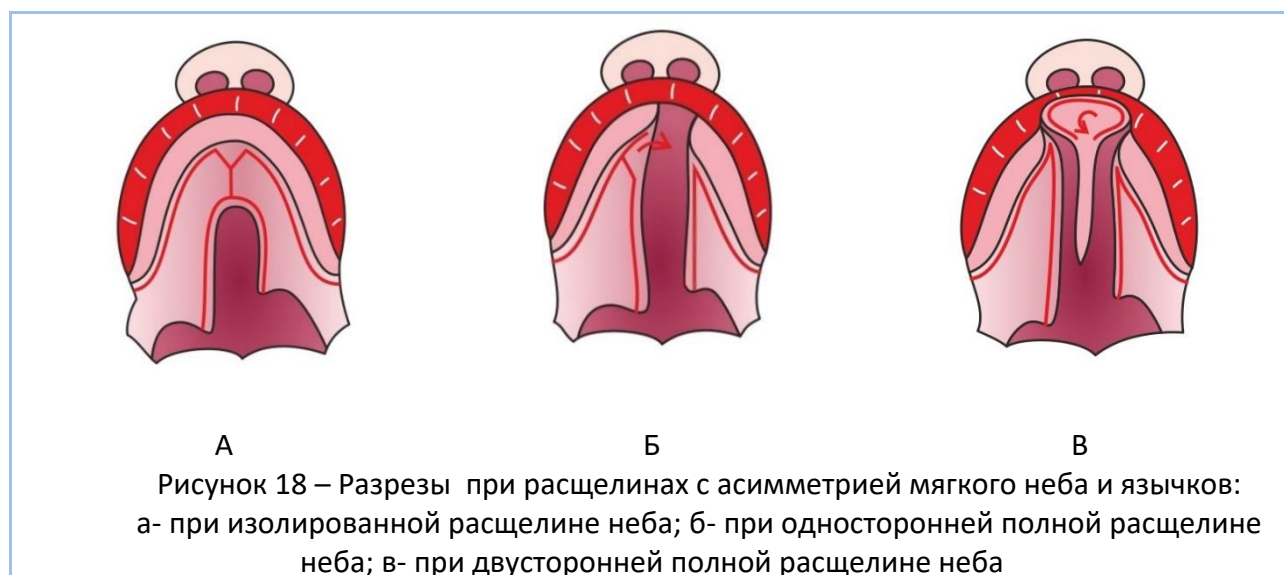 А Б В
Рисунок 18 – Разрезы  при расщелинах с асимметрией мягкого неба и язычков:
а- при изолированной расщелине неба; б- при односторонней полной расщелине
неба; в- при двусторонней полной расщелине неба